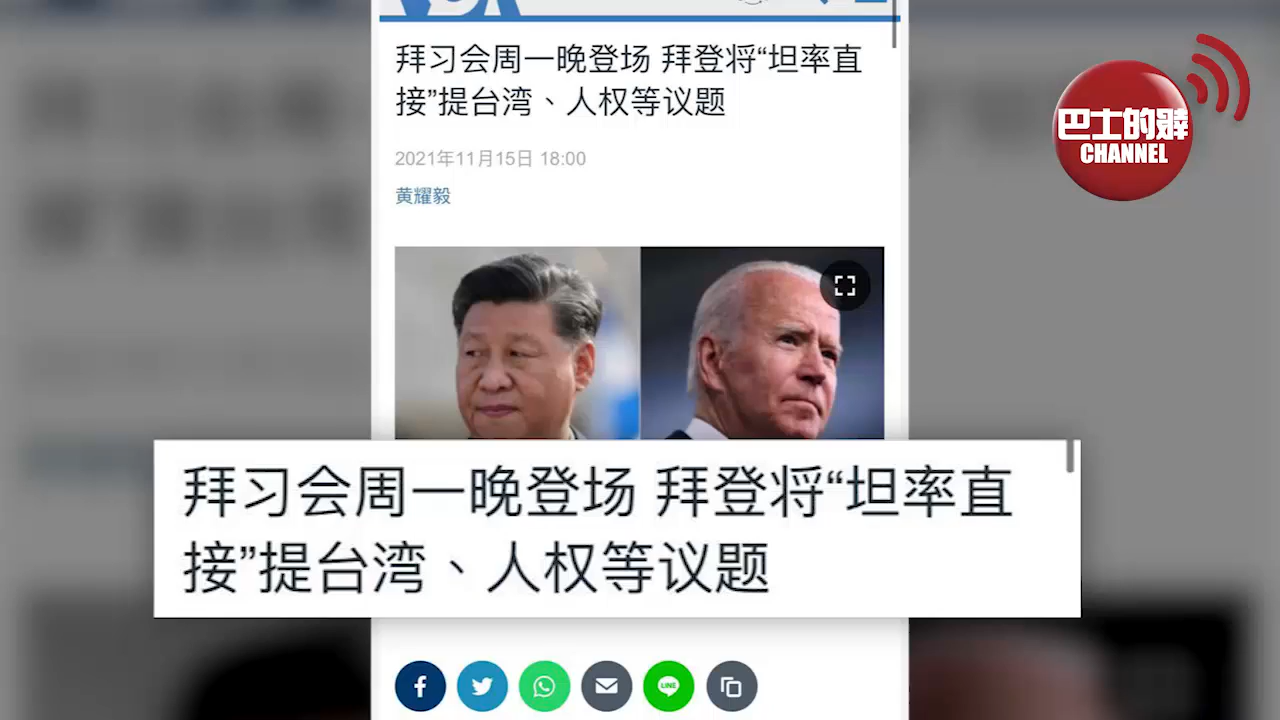 拜习会周一晚登场 拜登将“坦率直
接”提台湾、人权等议题
2021年11月15日 18:00
黄耀毅
巴士的報
CHANNEL
拜习会周一晚登场 拜登将“坦率直
接”提台湾、人权等议题
LINE